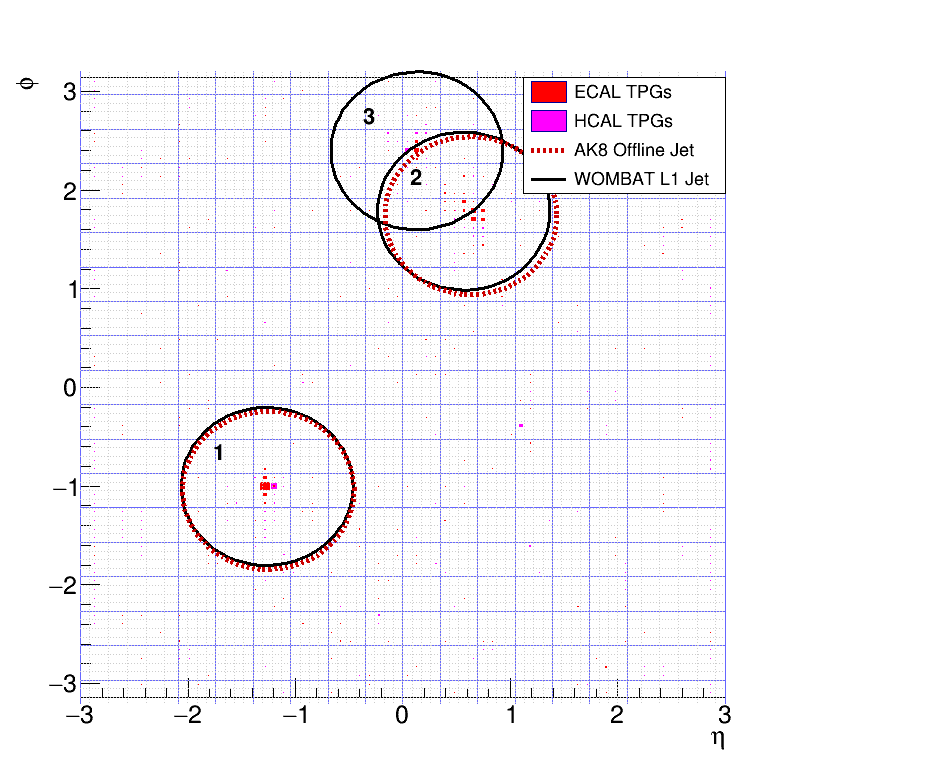 ϕ
3
2
1
0
−1
−2
−3
3
2
1
ECAL TPGs
HCAL TPGs
AK8 Offline Jet
WOMBAT L1 Jet
−3 −2 −1 0 1 2 3
η